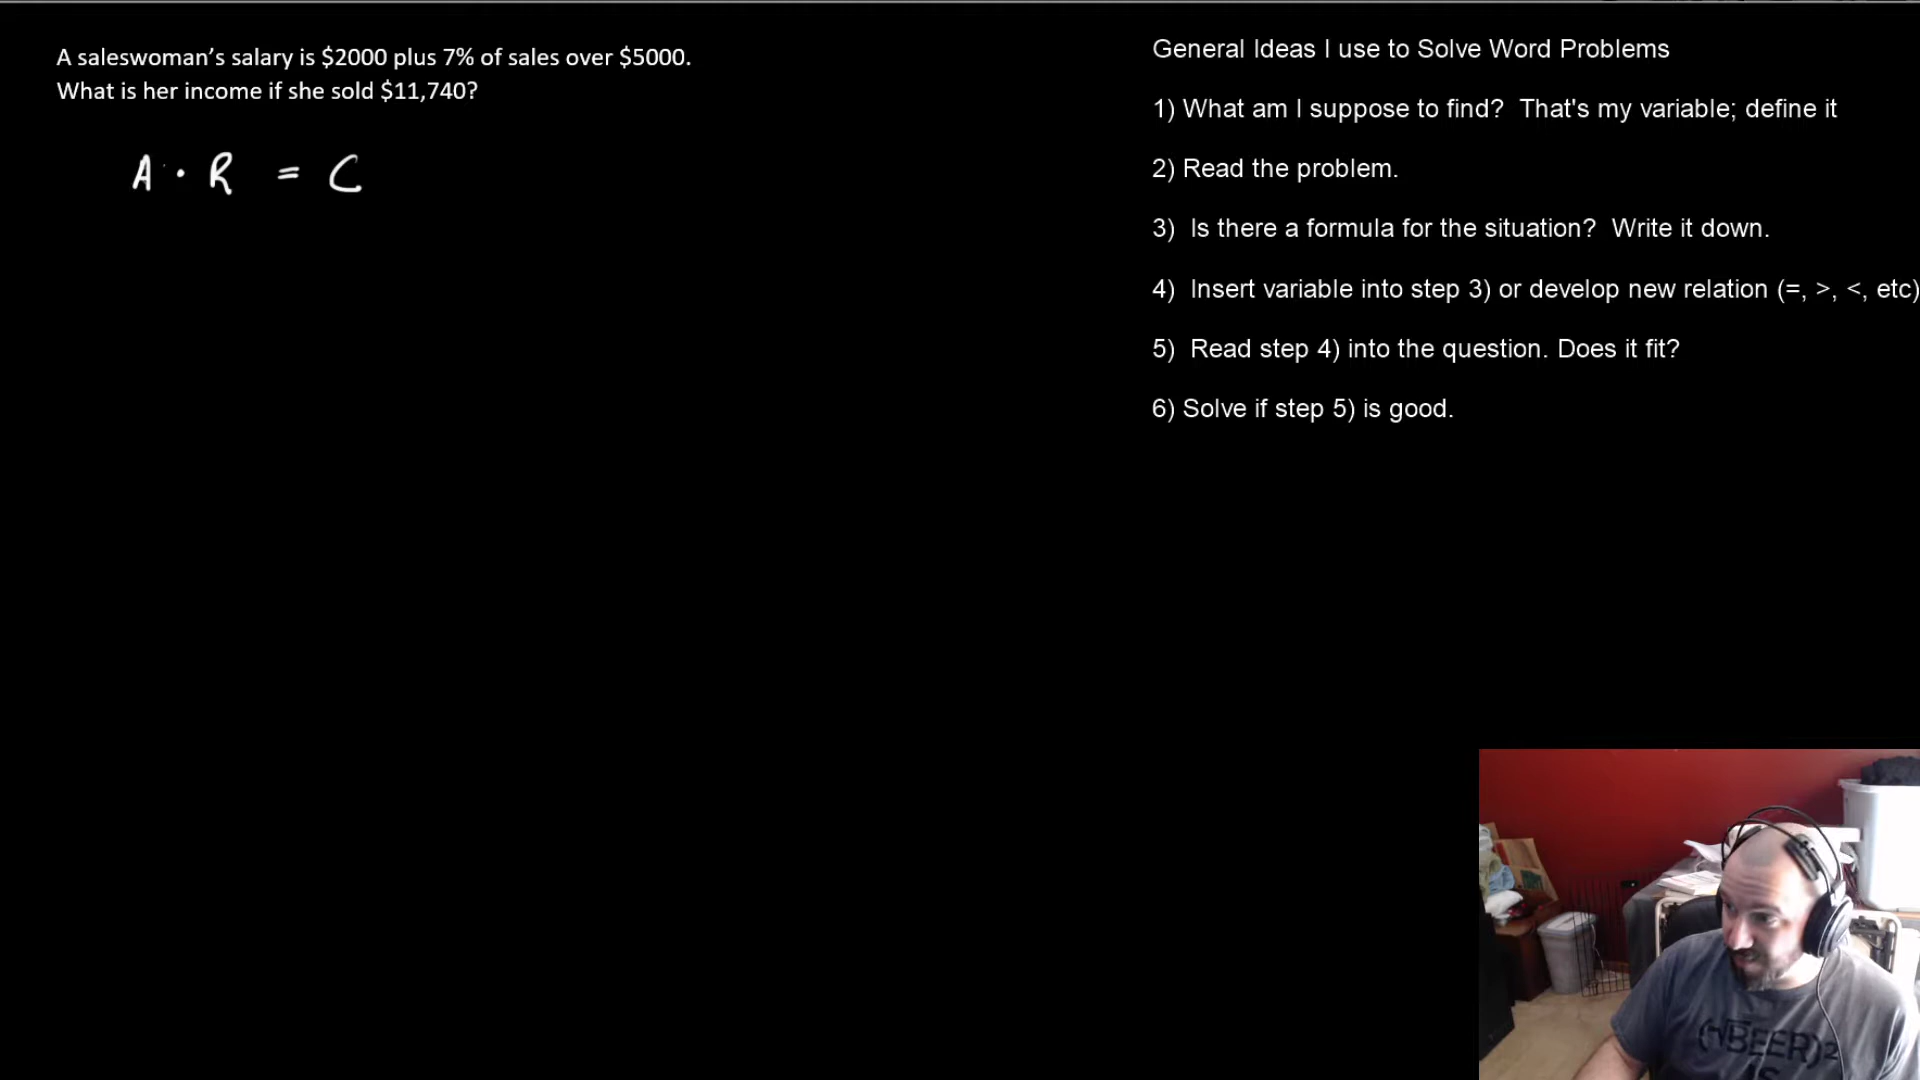 A saleswoman’s salary is $2000 plus 7% of sales over $5000.
What is her income if she sold $11,740?
A · R = C
General Ideas I use to Solve Word Problems
1) What am I suppose to find?  That's my variable; define it
2) Read the problem.
3)  Is there a formula for the situation?  Write it down.
4)  Insert variable into step 3) or develop new relation (=, >, <, etc)
5)  Read step 4) into the question. Does it fit?
6) Solve if step 5) is good.